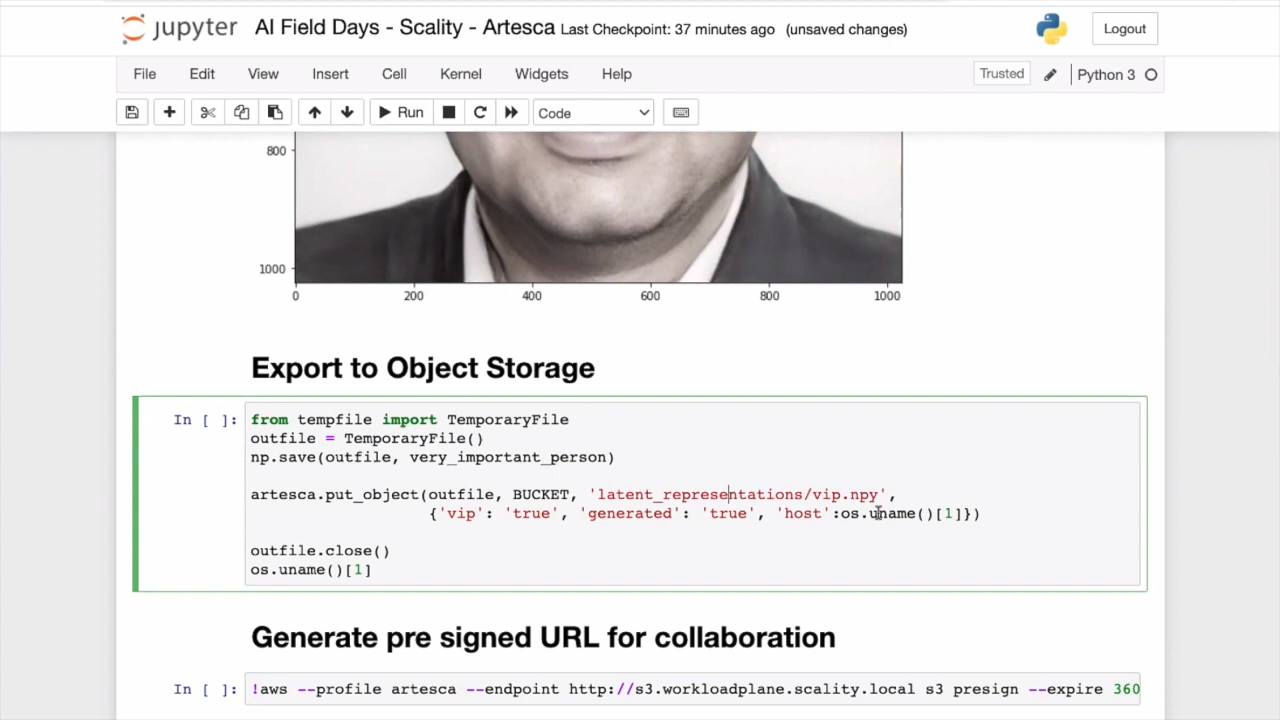 jupyter AI Field Days - Scality - Artesca Last Checkpoint: 37 minutes ago (unsaved changes) Logout
File Edit View Insert Cell Kernel Widgets Help Trusted Python 3
Run Code
800
1000
0 200 400 600 800 1000
Export to Object Storage
In [ ]: from tempfile import TemporaryFile
outfile = TemporaryFile()
np.save(outfile, very_important_person)
artesca.put_object(outfile, BUCKET, 'latent_representations/vip.npy',
{'vip': 'true', 'generated': 'true', 'host':os.uname()[1]})
outfile.close()
os.uname()[1]
Generate pre signed URL for collaboration
In [ ]: !aws --profile artesca --endpoint http://s3.workloadplane.scality.local s3 presign --expire 360